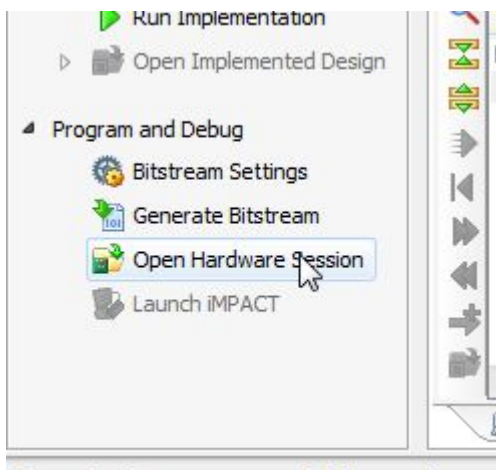 Run Implementation
Open Implemented Design
Program and Debug
Bitstream Settings
Generate Bitstream
Open Hardware Session
Launch iMPACT